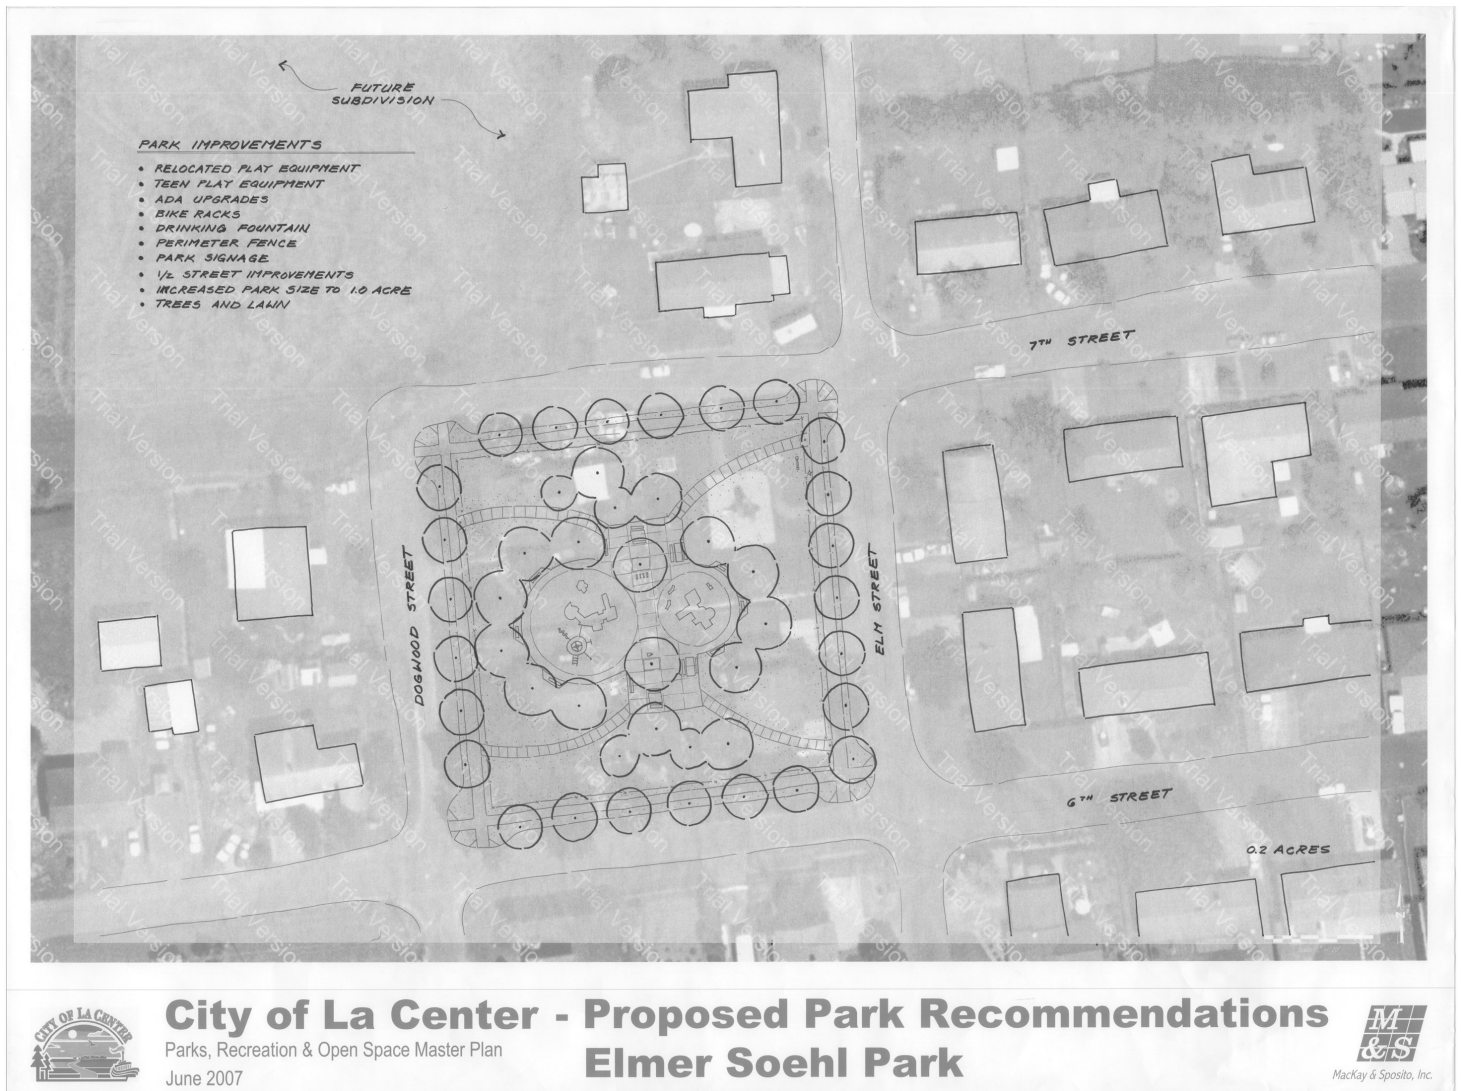 FUTURE
SUBDIVISION
PARK IMPROVEMENTS
• RELOCATED PLAY EQUIPMENT
• TEEN PLAY EQUIPMENT
• ADA UPGRADES
• BIKE RACKS
• DRINKING FOUNTAIN
• PERIMETER FENCE
• PARK SIGNAGE
• 1/2 STREET IMPROVEMENTS
• INCREASED PARK SIZE TO 1.0 ACRE
• TREES AND LAWN
7TH STREET
DOGWOOD STREET
ELM STREET
6TH STREET
0.2 ACRES
N
Trial Version
CITY OF LA CENTER
City of La Center - Proposed Park Recommendations
Parks, Recreation & Open Space Master Plan
Elmer Soehl Park
June 2007
M
&S
MacKay & Sposito, Inc.